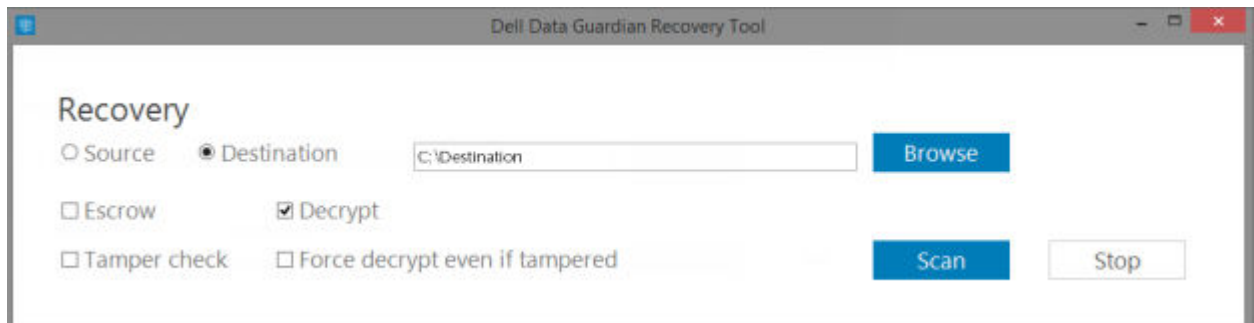 Dell Data Guardian Recovery Tool
Recovery
Source Destination C:\Destination Browse
Escrow Decrypt
Tamper check Force decrypt even if tampered Scan Stop